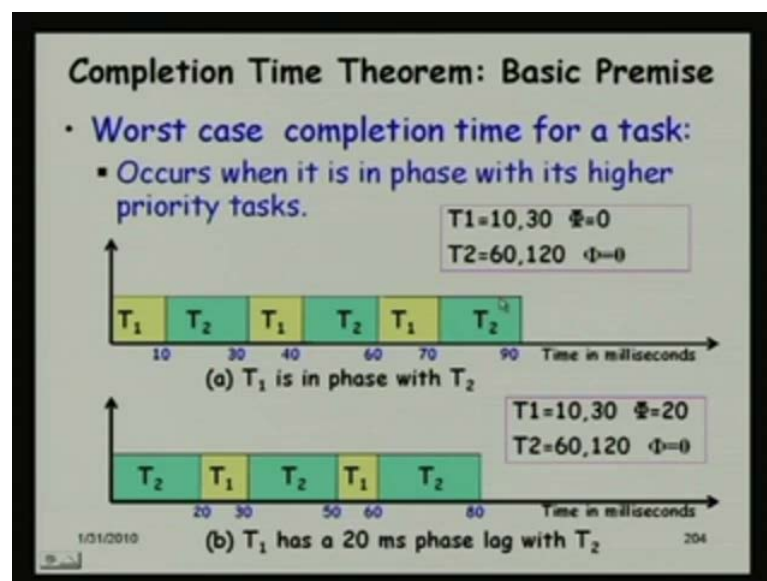 Completion Time Theorem: Basic Premise
• Worst case completion time for a task:
▪ Occurs when it is in phase with its higher
priority tasks.
T1=10,30 Φ=0
T2=60,120 Φ=0
T₁ T₂ T₁ T₂ T₁ T₂
10 30 40 60 70 90 Time in milliseconds
(a) T₁ is in phase with T₂
T1=10,30 Φ=20
T2=60,120 Φ=0
T₂ T₁ T₂ T₁ T₂
20 30 50 60 80 Time in milliseconds
1/31/2010 (b) T₁ has a 20 ms phase lag with T₂ 204